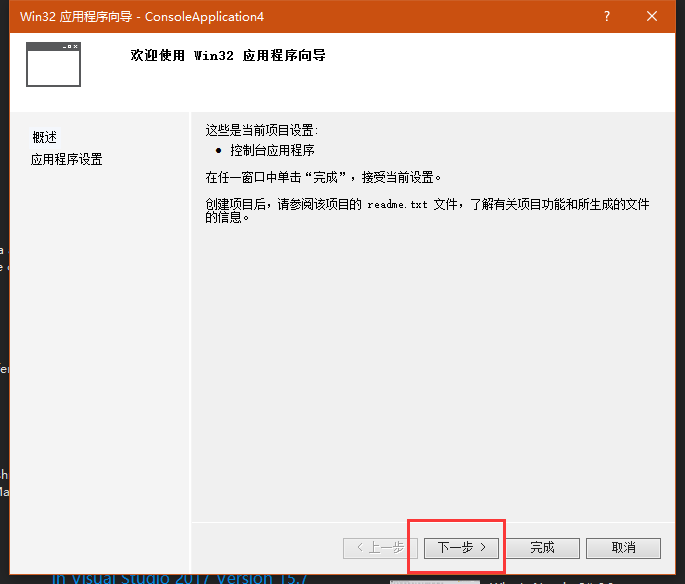 Win32 应用程序向导 - ConsoleApplication4
欢迎使用 Win32 应用程序向导
概述
应用程序设置
这些是当前项目设置:
• 控制台应用程序
在任一窗口中单击“完成”，接受当前设置。
创建项目后，请参阅该项目的 readme.txt 文件，了解有关项目功能和所生成的文件
的信息。
< 上一步
下一步 >
完成
取消
in Visual Studio 2017 Version 15.7